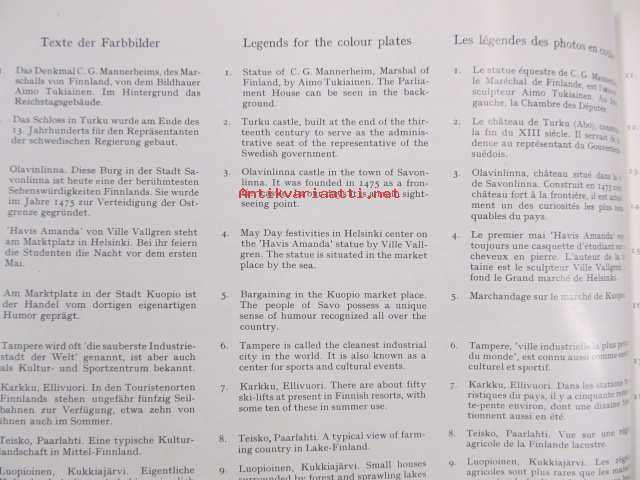 Texte der Farbbilder
Das Denkmal C. G. Mannerheims, des Mar-
schalls von Finnland, von dem Bildhauer
Aimo Tukiainen. Im Hintergrund das
Reichstagsgebäude.
Das Schloss in Turku wurde am Ende des
13. Jahrhunderts für den Repräsentanten
der schwedischen Regierung gebaut.
Olavinlinna. Diese Burg in der Stadt Sa-
vonlinna ist heute eine der berühmtesten
Sehenswürdigkeiten Finnlands. Sie wurde
im Jahre 1475 zur Verteidigung der Ost-
grenze gegründet.
'Havis Amanda' von Ville Vallgren steht
am Marktplatz in Helsinki. Bei ihr feiern
die Studenten die Nacht vor dem ersten
Mai.
Am Marktplatz in der Stadt Kuopio ist
der Handel vom dortigen eigenartigen
Humor geprägt.
Tampere wird oft 'die sauberste Industrie-
stadt der Welt' genannt, ist aber auch
als Kultur- und Sportzentrum bekannt.
Karkku, Ellivuori. In den Touristenorten
Finnlands stehen ungefähr fünfzig Seil-
bahnen zur Verfügung, etwa zehn von
ihnen auch im Sommer.
Teisko, Paarlahti. Eine typische Kultur-
landschaft in Mittel-Finnland.
Luopioinen, Kukkiajärvi. Eigentliche
Legends for the colour plates
1. Statue of C. G. Mannerheim, Marshal of
Finland, by Aimo Tukiainen. The Parlia-
ment House can be seen in the back-
ground.
2. Turku castle, built at the end of the thir-
teenth century to serve as the adminis-
trative seat of the representative of the
Swedish government.
3. Olavinlinna castle in the town of Savon-
linna. It was founded in 1475 as a fron-
sight-
seeing point.
Antikvariaatti.net
4. May Day festivities in Helsinki center on
the 'Havis Amanda' statue by Ville Vall-
gren. The statue is situated in the market
place by the sea.
5. Bargaining in the Kuopio market place.
The people of Savo possess a unique
sense of humour recognized all over the
country.
6. Tampere is called the cleanest industrial
city in the world. It is also known as a
center for sports and cultural events.
7. Karkku, Ellivuori. There are about fifty
ski-lifts at present in Finnish resorts, with
some ten of these in summer use.
8. Teisko, Paarlahti. A typical view of farm-
ing country in Lake-Finland.
9. Luopioinen, Kukkiajärvi. Small houses
surrounded by forest and sprawling lakes
Les légendes des photos en
1. Le statue équestre de C. G.
le Maréchal de Finlande, est
sculpteur Aimo Tukiainen.
gauche, la Chambre des Députés.
2. Le château de Turku (Abo),
la fin du XIII siècle. Il servait de
dence au représentant du
suédois.
3. Olavinlinna, château situé dans la
de Savonlinna. Construit en 1475
château fort à la frontière, il est
ment un des curiosités les plus
quables du pays.
4. Le premier mai 'Havis Amanda'
toujours une casquette d'étudiant sur
cheveux en pierre. L'auteur de la
taine est le sculpteur Ville Vallgren.
fond le Grand marché de Helsinki.
5. Marchandage sur le marché de Kuopio.
6. Tampere, 'ville industrielle la plus
du monde', est connu aussi comme
culturel et sportif.
7. Karkku, Ellivuori. Dans les stations
ristiques du pays, il y a cinquante
te-pente environ, dont une dizaine
tionnent aussi en été.
8. Teisko, Paarlahti. Vue sur une
agricole de la Finlande lacustre.
9. Luopioinen, Kukkiajärvi. Les
agricoles sont plus rares que les